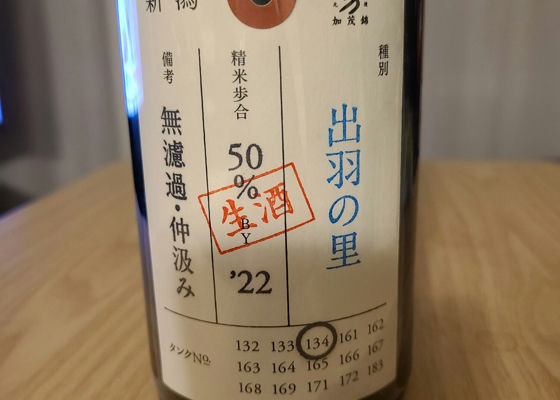 新潟
加茂錦
種別
出羽の里
精米歩合
50
%
生酒
BY
'22
備考
無濾過・仲汲み
タンクNo.
132 133 134 161 162
163 164 165 166 167
168 169 171 172 183